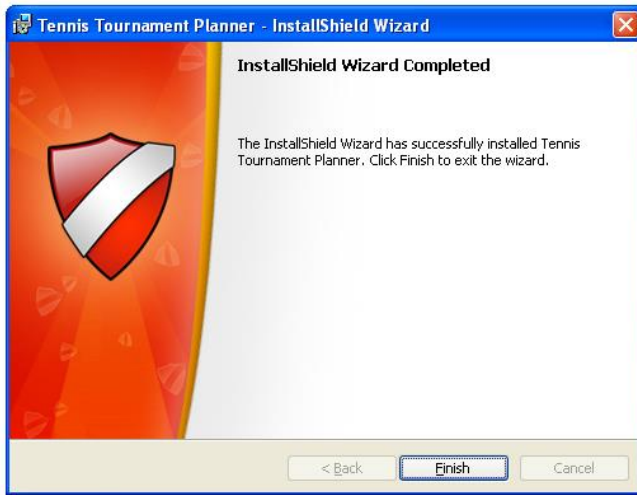 Tennis Tournament Planner - InstallShield Wizard
InstallShield Wizard Completed
The InstallShield Wizard has successfully installed Tennis
Tournament Planner. Click Finish to exit the wizard.
< Back
Finish
Cancel